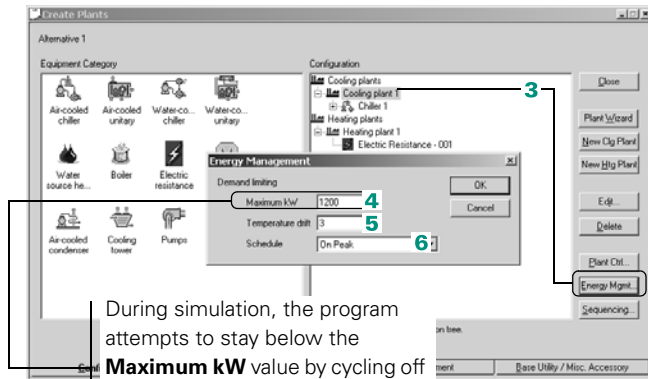 Create Plants
Alternative 1
Equipment Category
Configuration
Air-cooled chiller
Air-cooled unitary
Water-co... chiller
Water-co... unitary
Water source he...
Boiler
Electric resistance
Air-cooled condenser
Cooling tower
Pumps
Cooling plants
Cooling plant 1
Chiller 1
Heating plants
Heating plant 1
Electric Resistance - 001
3
Close
Plant Wizard
New Clg Plant
New Htg Plant
Edit...
Delete
Plant Ctrl...
Energy Mgmt...
Sequencing...
Energy Management
Demand limiting
Maximum kW 1200 4
Temperature drift 3 5
Schedule On Peak 6
OK
Cancel
During simulation, the program
attempts to stay below the
Maximum kW value by cycling off
on tree.
Base Utility / Misc. Accessory